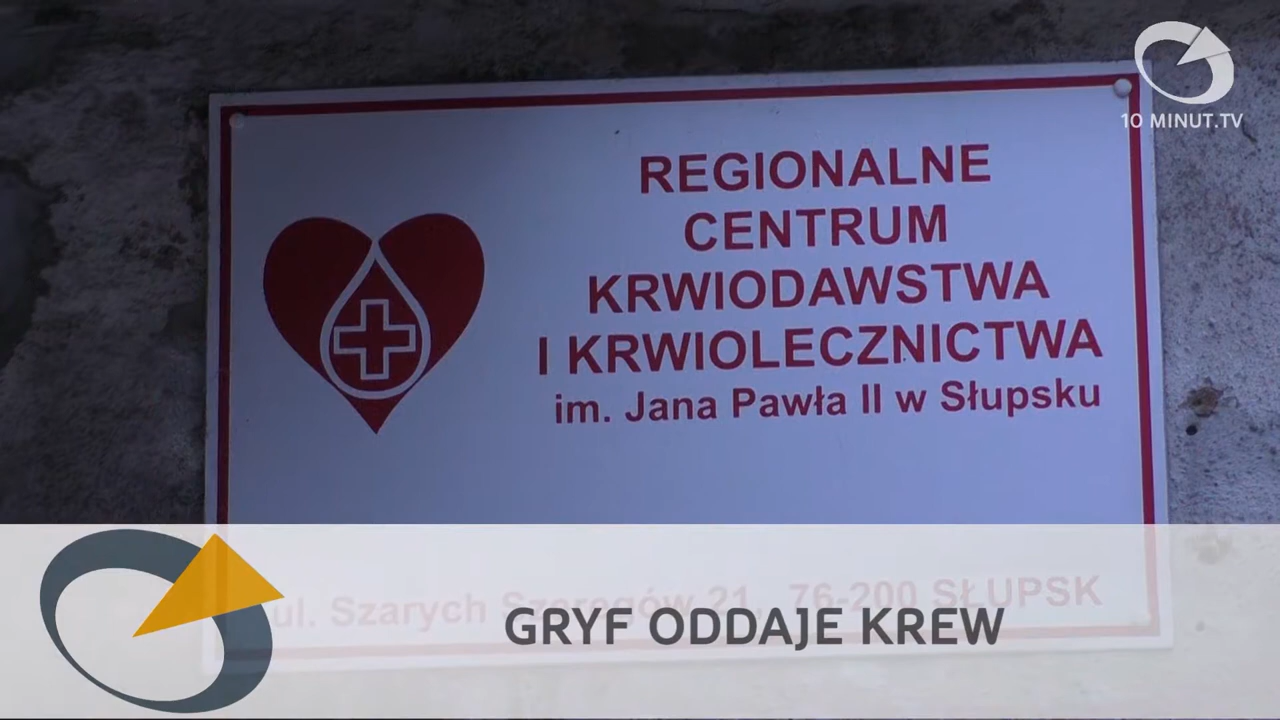 10 MINUT.TV
REGIONALNE
CENTRUM
KRWIODAWSTWA
I KRWIOLECZNICTWA
im. Jana Pawła II w Słupsku
ul. Szarych Szeregów 21, 76-200 SŁUPSK
GRYF ODDAJE KREW